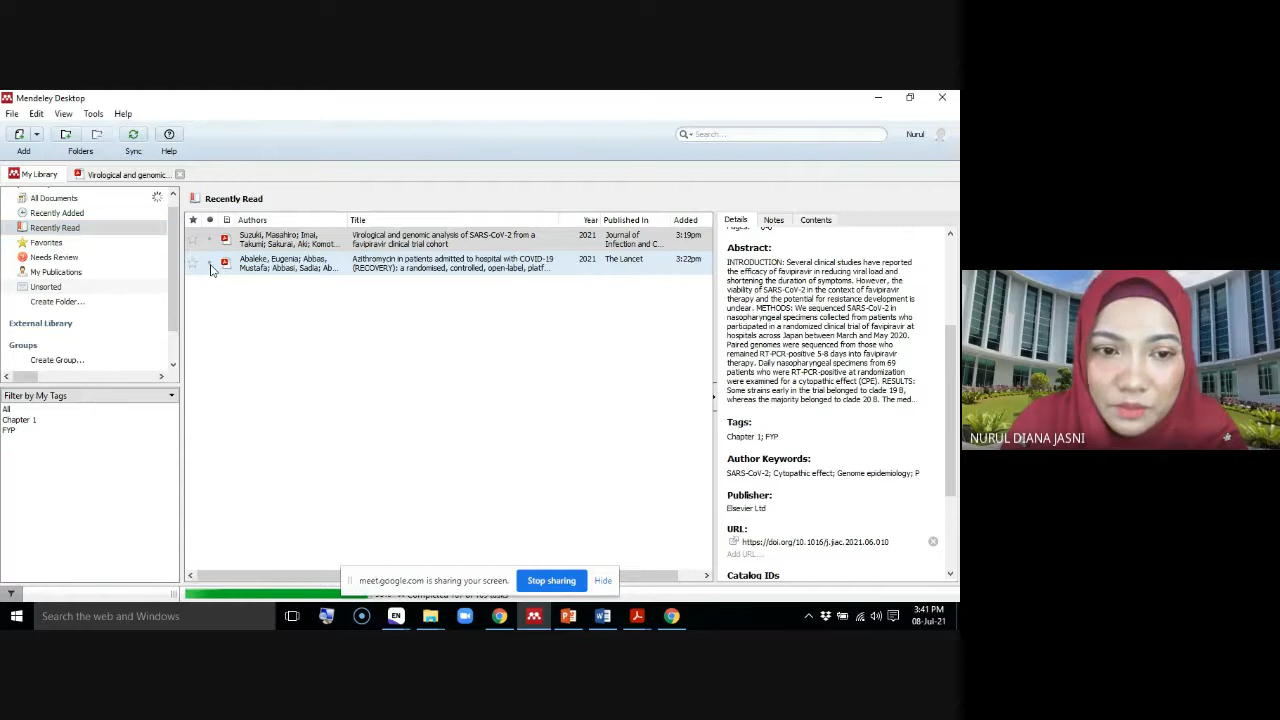 Mendeley Desktop
File Edit View Tools Help
Search...
Nurul
Add Folders Sync Help
My Library Virological and genomic...
All Documents
Recently Added
Recently Read
Favorites
Needs Review
My Publications
Unsorted
Create Folder...
External Library
Groups
Create Group...
Filter by My Tags
All
Chapter 1
FYP
Recently Read
Authors Title Year Published In Added
Suzuki, Masahiro; Imai, Virological and genomic analysis of SARS-CoV-2 from a 2021 Journal of 3:19pm
Takumi; Sakurai, Aki; Komot... favipiravir clinical trial cohort Infection and C...
Abaleke, Eugenia; Abbas, Azithromycin in patients admitted to hospital with COVID-19 2021 The Lancet 3:22pm
Mustafa; Abbasi, Sadia; Ab... (RECOVERY): a randomised, controlled, open-label, platf...
Details Notes Contents
Abstract:
INTRODUCTION: Several clinical studies have reported
the efficacy of favipiravir in reducing viral load and
shortening the duration of symptoms. However, the
viability of SARS-CoV-2 in the context of favipiravir
therapy and the potential for resistance development is
unclear. METHODS: We sequenced SARS-CoV-2 in
nasopharyngeal specimens collected from patients who
participated in a randomized clinical trial of favipiravir at
hospitals across Japan between March and May 2020.
Paired genomes were sequenced from those who
remained RT-PCR-positive 5-8 days into favipiravir
therapy. Daily nasopharyngeal specimens from 69
patients who were RT-PCR-positive at randomization
were examined for a cytopathic effect (CPE). RESULTS:
Some strains early in the trial belonged to clade 19 B,
whereas the majority belonged to clade 20 B. The med...
Tags:
Chapter 1; FYP
Author Keywords:
SARS-CoV-2; Cytopathic effect; Genome epidemiology; P
Publisher:
Elsevier Ltd
URL:
https://doi.org/10.1016/j.jiac.2021.06.010
Add URL...
Catalog IDs
meet.google.com is sharing your screen. Stop sharing Hide
Search the web and Windows
EN
3:41 PM
08-Jul-21
NURUL DIANA JASNI